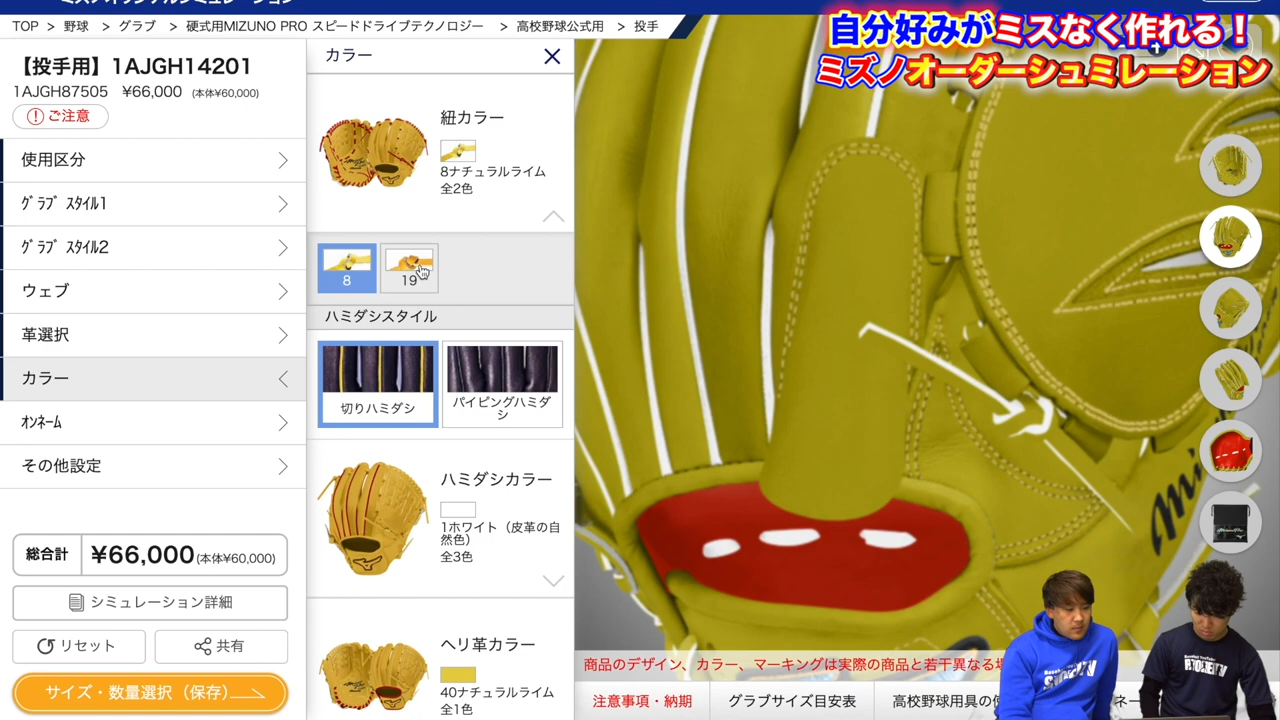 TOP > 野球 > グラブ > 硬式用MIZUNO PRO スピードドライブテクノロジー > 高校野球公式用 > 投手
自分好みがミスなく作れる！
ミズノオーダーシュミレーション
【投手用】1AJGH14201
1AJGH87505 ¥66,000 (本体¥60,000)
ご注意
使用区分
ｸﾞﾗﾌﾞ ｽﾀｲﾙ1
ｸﾞﾗﾌﾞ ｽﾀｲﾙ2
ウェブ
革選択
カラー
ｵﾝﾈｰﾑ
その他設定
総合計 ¥66,000(本体¥60,000)
シミュレーション詳細
リセット
共有
サイズ・数量選択（保存）
カラー
紐カラー
8ナチュラルライム
全2色
8
19
ハミダシスタイル
切りハミダシ
パイピングハミダ
シ
ハミダシカラー
1ホワイト（皮革の自
然色）
全3色
ヘリ革カラー
40ナチュラルライム
全1色
商品のデザイン、カラー、マーキングは実際の商品と若干異なる場
注意事項・納期
グラブサイズ目安表
高校野球用具の使